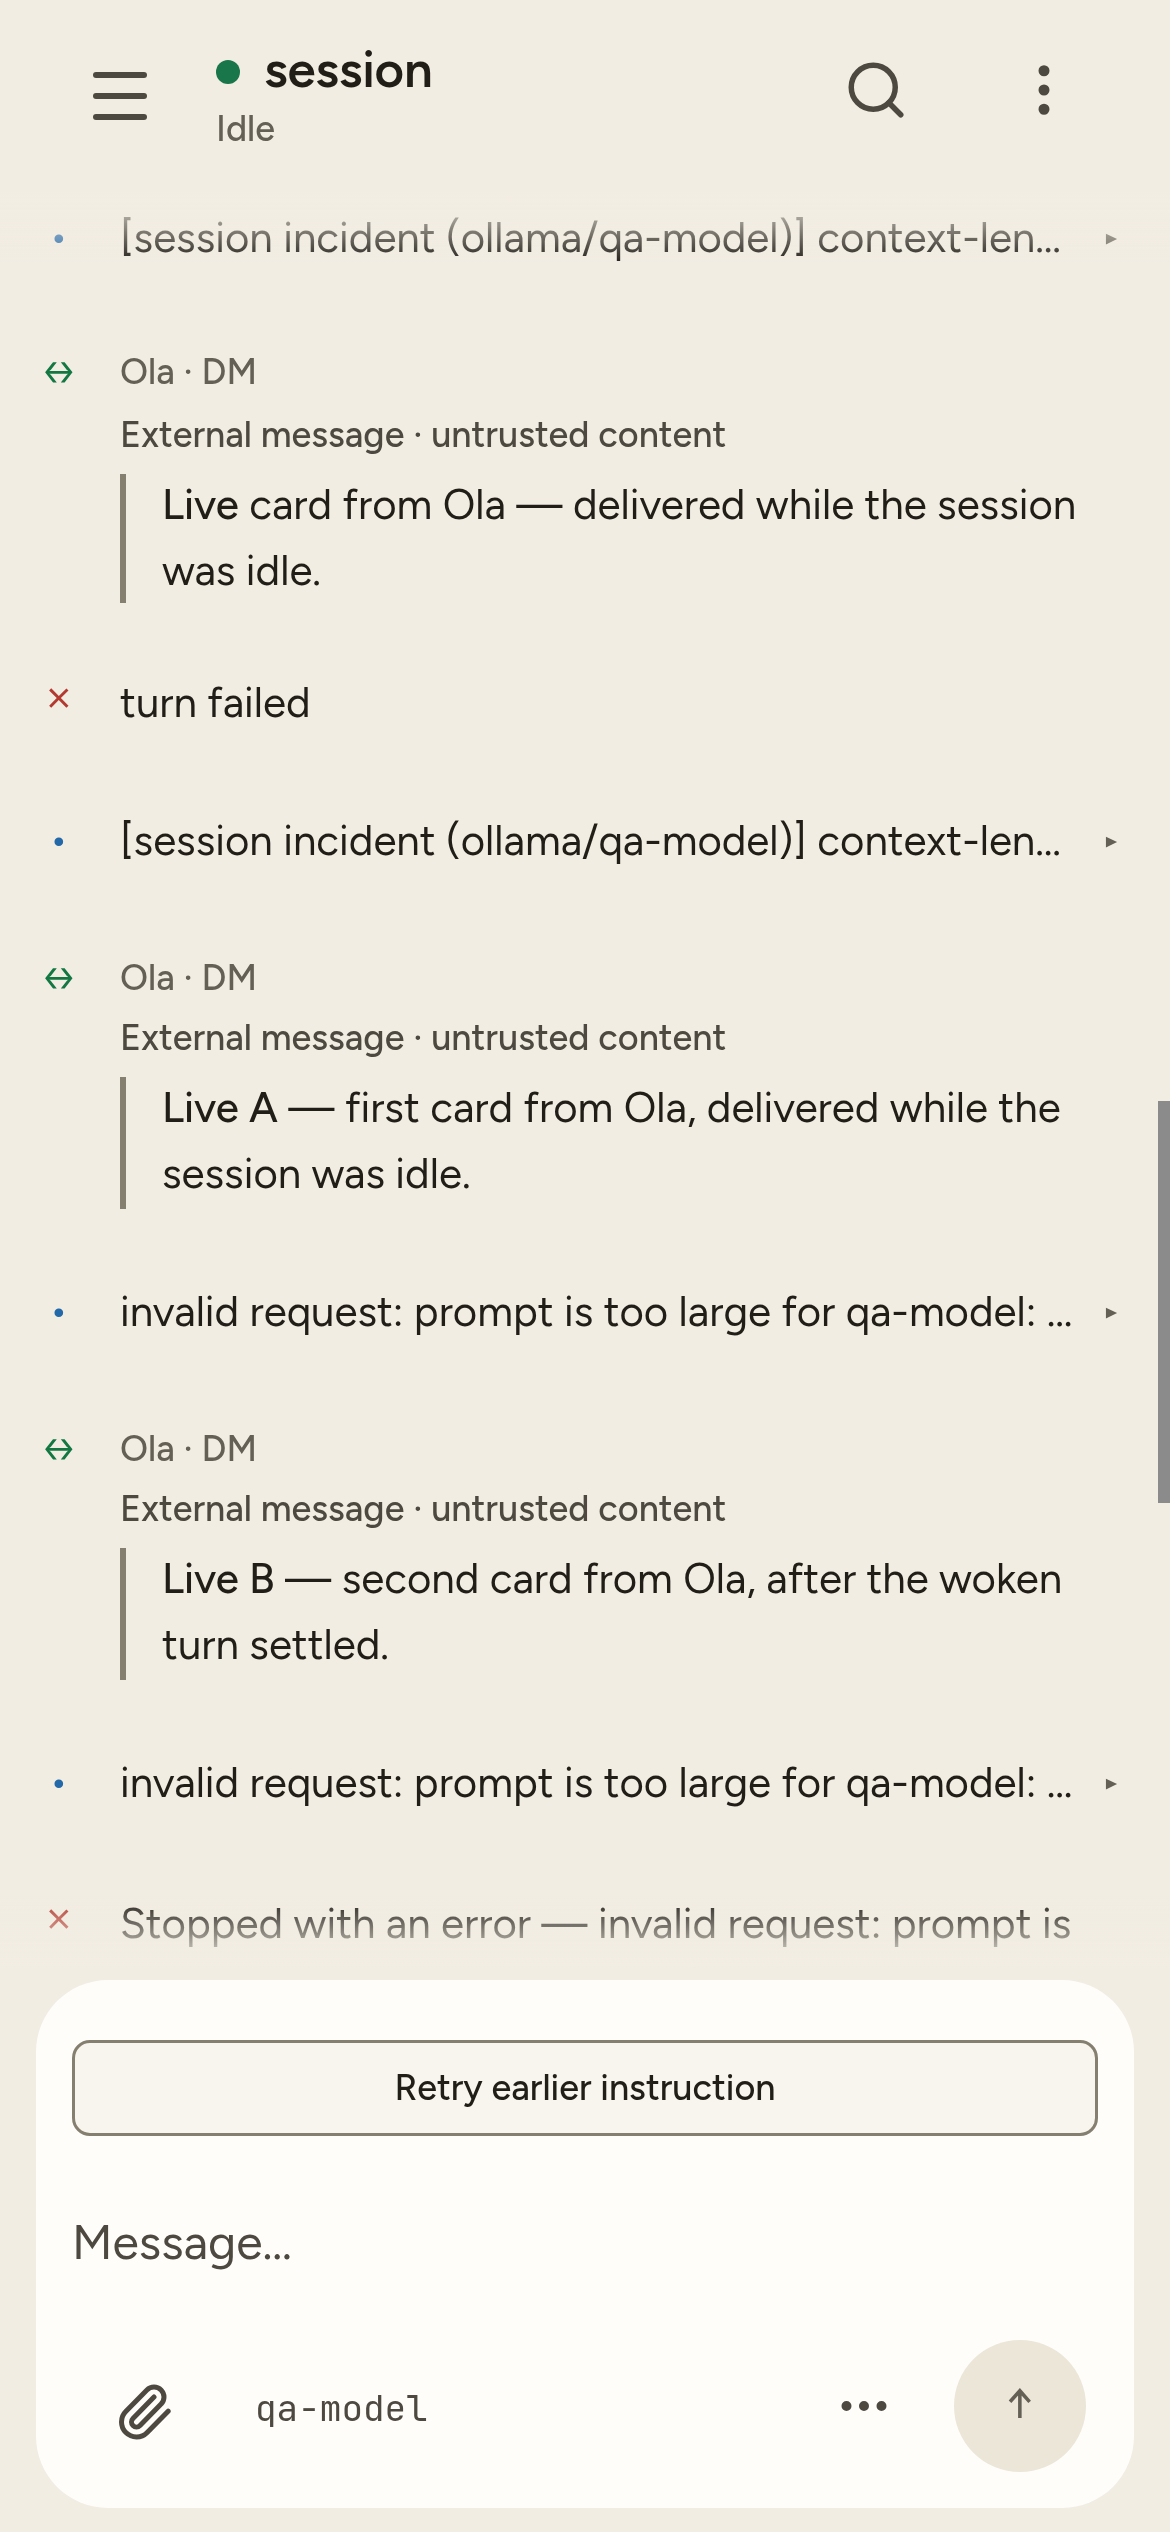 session
Idle
[session incident (ollama/qa-model)] context-len...
Ola · DM
External message · untrusted content
Live card from Ola — delivered while the session
was idle.
turn failed
[session incident (ollama/qa-model)] context-len...
Ola · DM
External message · untrusted content
Live A — first card from Ola, delivered while the
session was idle.
invalid request: prompt is too large for qa-model: ...
Ola · DM
External message · untrusted content
Live B — second card from Ola, after the woken
turn settled.
invalid request: prompt is too large for qa-model: ...
Stopped with an error — invalid request: prompt is
Retry earlier instruction
Message...
qa-model